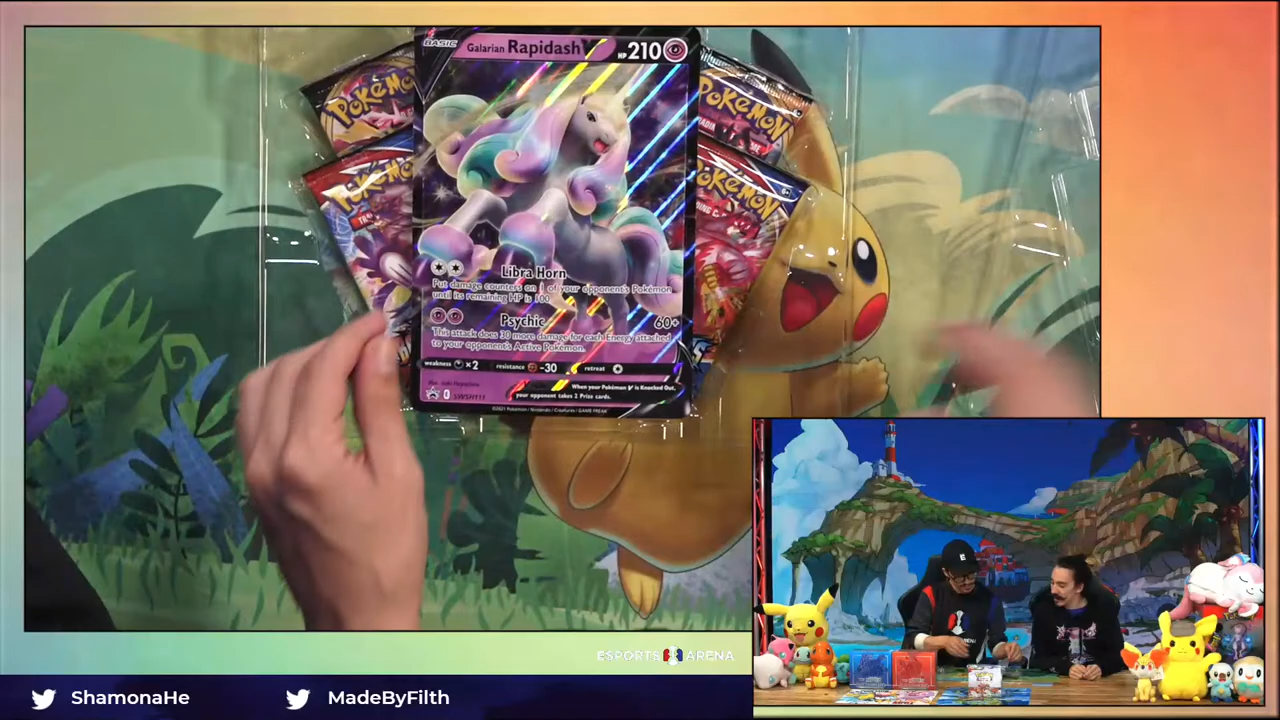 BASIC
Galarian Rapidash V HP 210
POKÉMON
POKÉMON
POKÉMON
POKÉMON
Libra Horn
Put damage counters on 1 of your opponent's Pokémon
until its remaining HP is 100.
Psychic 60+
This attack does 30 more damage for each Energy attached
to your opponent's Active Pokémon.
weakness ×2 resistance -30 retreat
When your Pokémon V is Knocked Out,
your opponent takes 2 Prize cards.
SWSH111
©2021 Pokémon / Nintendo / Creatures / GAME FREAK
ESPORTS ARENA
Shamonade
MadeByFilth